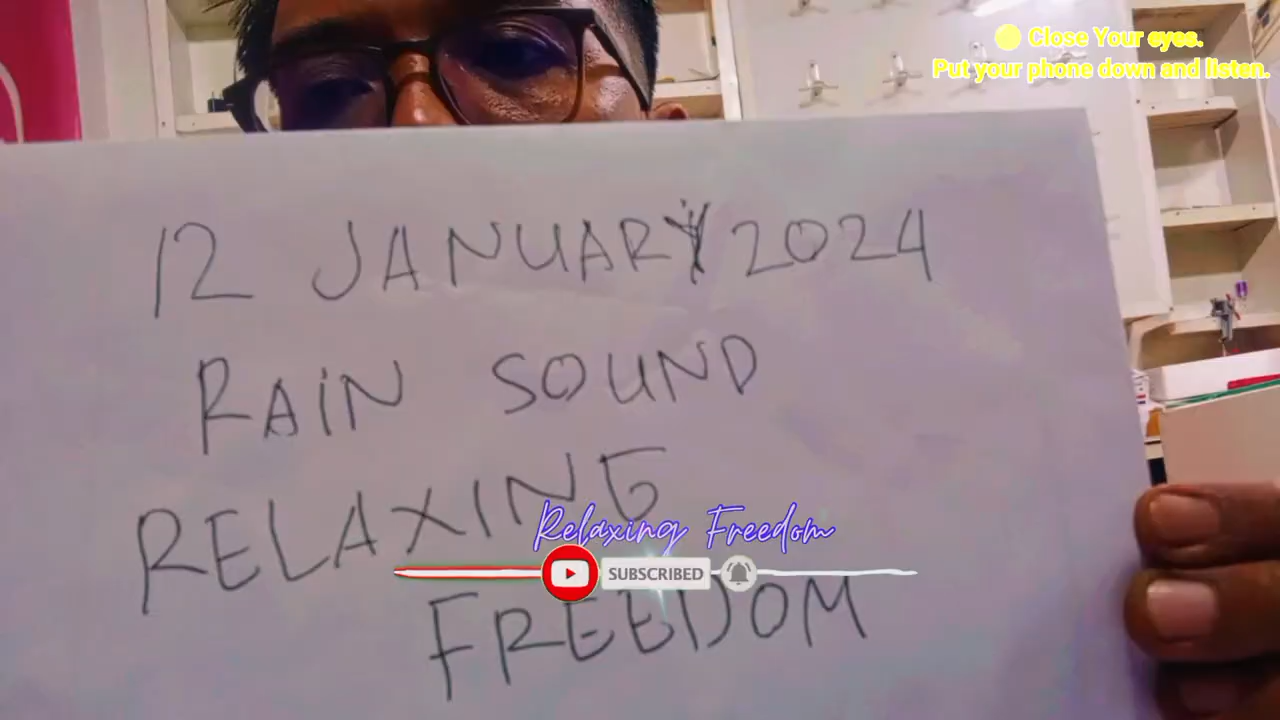 Close Your eyes.
Put your phone down and listen.
12 JANUARY 2024
RAIN SOUND
RELAXING
Relaxing Freedom
SUBSCRIBED
FREEDOM